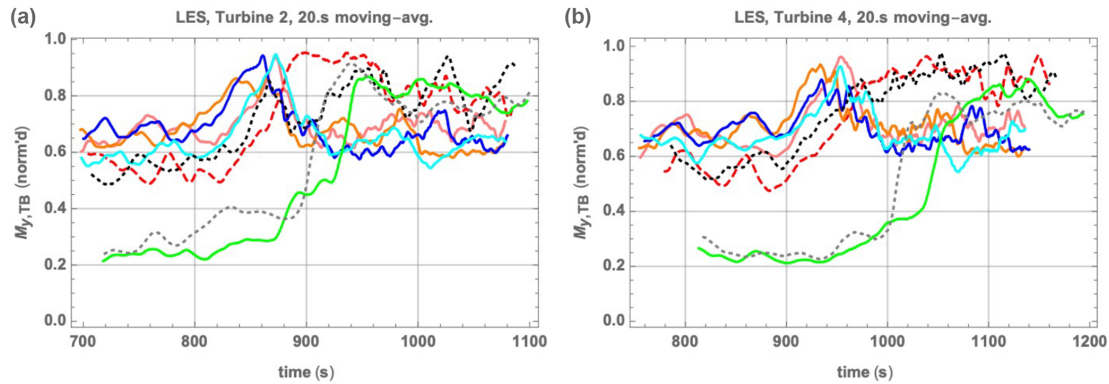 (a)
LES, Turbine 2, 20.s moving-avg.
1.0
0.8
0.6
0.4
0.2
0.0
My,TB (norm'd)
700 800 900 1000 1100
time (s)
(b)
LES, Turbine 4, 20.s moving-avg.
1.0
0.8
0.6
0.4
0.2
0.0
My,TB (norm'd)
800 900 1000 1100 1200
time (s)